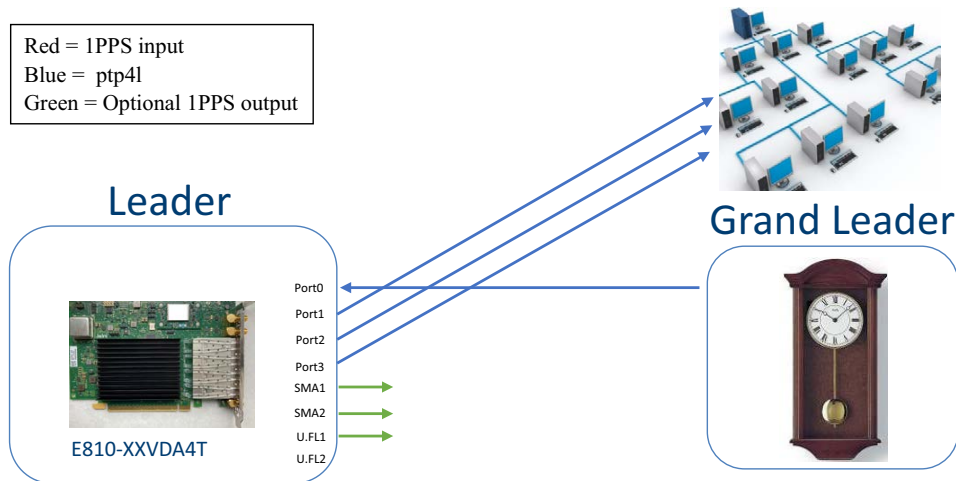 Red = 1PPS input
Blue = ptp4l
Green = Optional 1PPS output
Leader
Grand Leader
Port0
Port1
Port2
Port3
SMA1
SMA2
U.FL1
U.FL2
E810-XXVDA4T